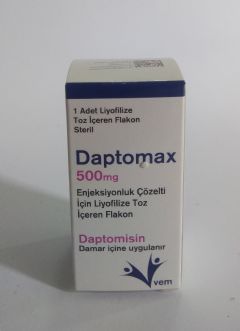 1 Adet Liyofilize
Toz İçeren Flakon
Steril
Daptomax
500mg
Enjeksiyonluk Çözelti
İçin Liyofilize Toz
İçeren Flakon
Daptomisin
Damar içine uygulanır
vem